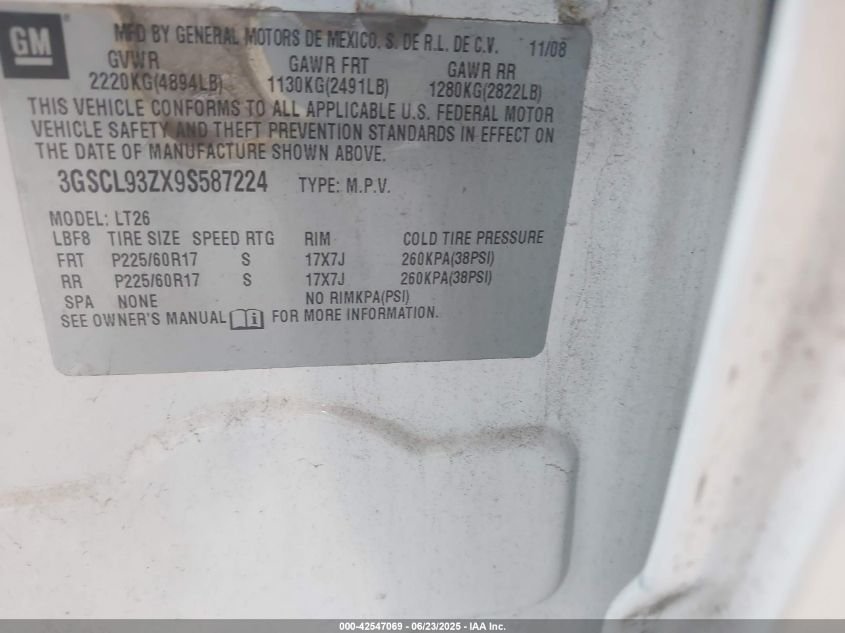 GM
MFD BY GENERAL MOTORS DE MEXICO, S. DE R.L. DE C.V. 11/08
GVWR GAWR FRT GAWR RR
2220KG(4894LB) 1130KG(2491LB) 1280KG(2822LB)
THIS VEHICLE CONFORMS TO ALL APPLICABLE U.S. FEDERAL MOTOR
VEHICLE SAFETY AND THEFT PREVENTION STANDARDS IN EFFECT ON
THE DATE OF MANUFACTURE SHOWN ABOVE.
3GSCL93ZX9S587224 TYPE: M.P.V.
MODEL: LT26
LBF8 TIRE SIZE SPEED RTG RIM COLD TIRE PRESSURE
FRT P225/60R17 S 17X7J 260KPA(38PSI)
RR P225/60R17 S 17X7J 260KPA(38PSI)
SPA NONE NO RIMKPA(PSI)
SEE OWNER'S MANUAL FOR MORE INFORMATION.
000-42547069 - 06/23/2025 - IAA Inc.